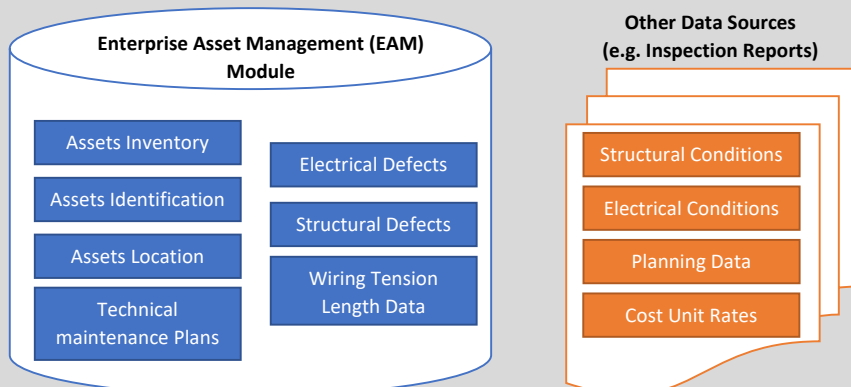 Enterprise Asset Management (EAM)
Module
Assets Inventory
Assets Identification
Assets Location
Technical
maintenance Plans
Electrical Defects
Structural Defects
Wiring Tension
Length Data
Other Data Sources
(e.g. Inspection Reports)
Structural Conditions
Electrical Conditions
Planning Data
Cost Unit Rates